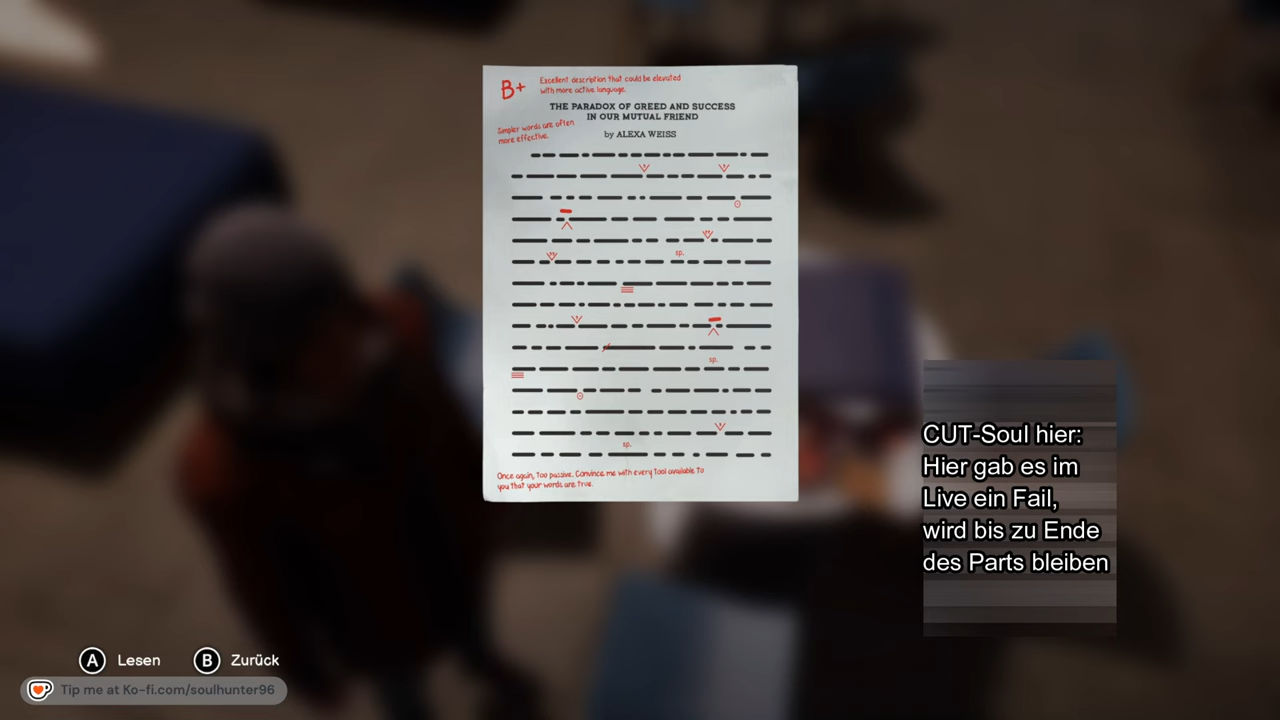 B+
Excellent description that could be elevated
with more active language.
THE PARADOX OF GREED AND SUCCESS
IN OUR MUTUAL FRIEND
Simpler words are often
more effective.
by ALEXA WEISS
sp.
sp.
sp.
Once again, too passive. Convince me with every tool available to
you that your words are true.
CUT-Soul hier:
Hier gab es im
Live ein Fail,
wird bis zu Ende
des Parts bleiben
A Lesen B Zurück
Tip me at Ko-fi.com/soulhunter96